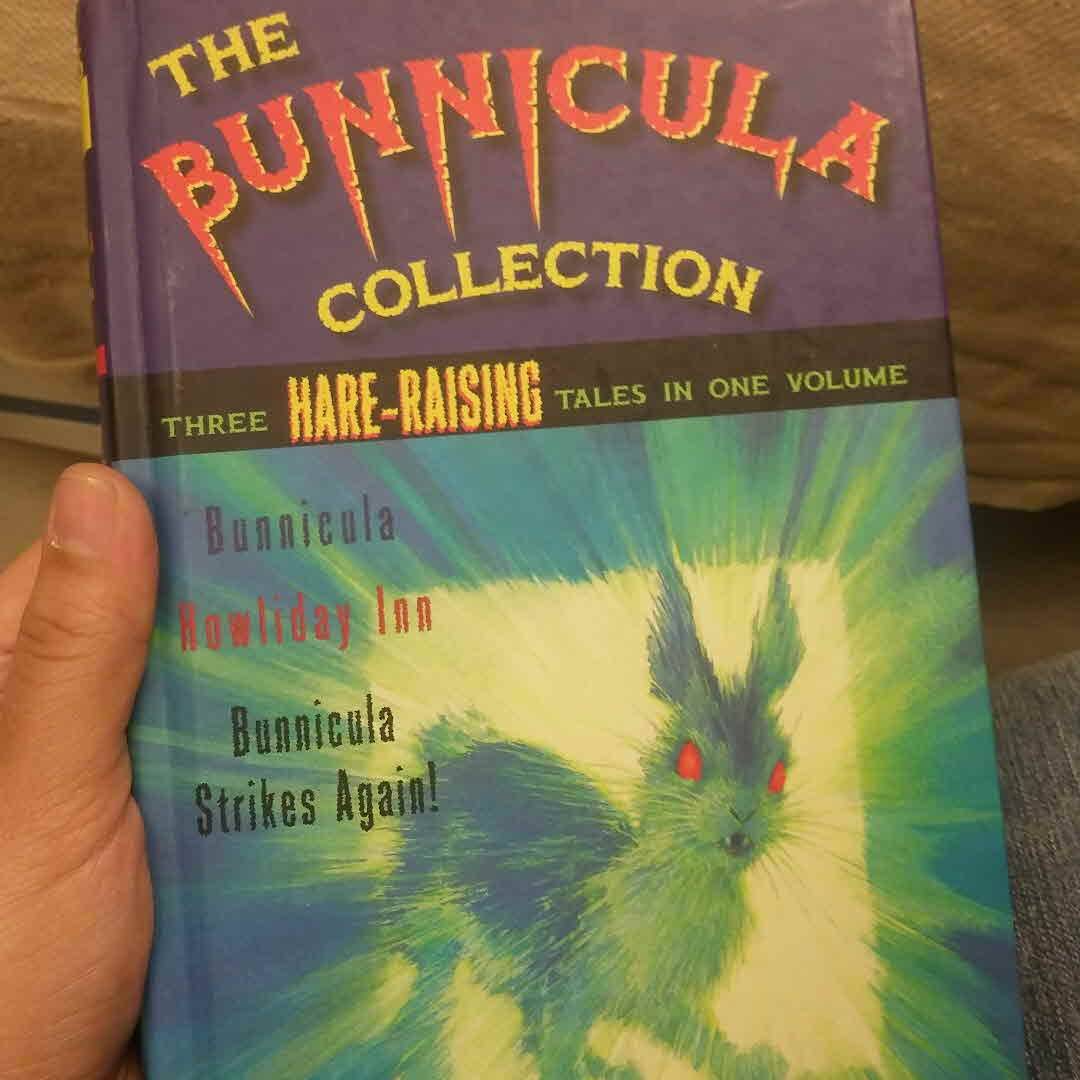 THE
BUNNICULA
COLLECTION
THREE HARE-RAISING TALES IN ONE VOLUME
Bunnicula
Howliday Inn
Bunnicula
Strikes Again!